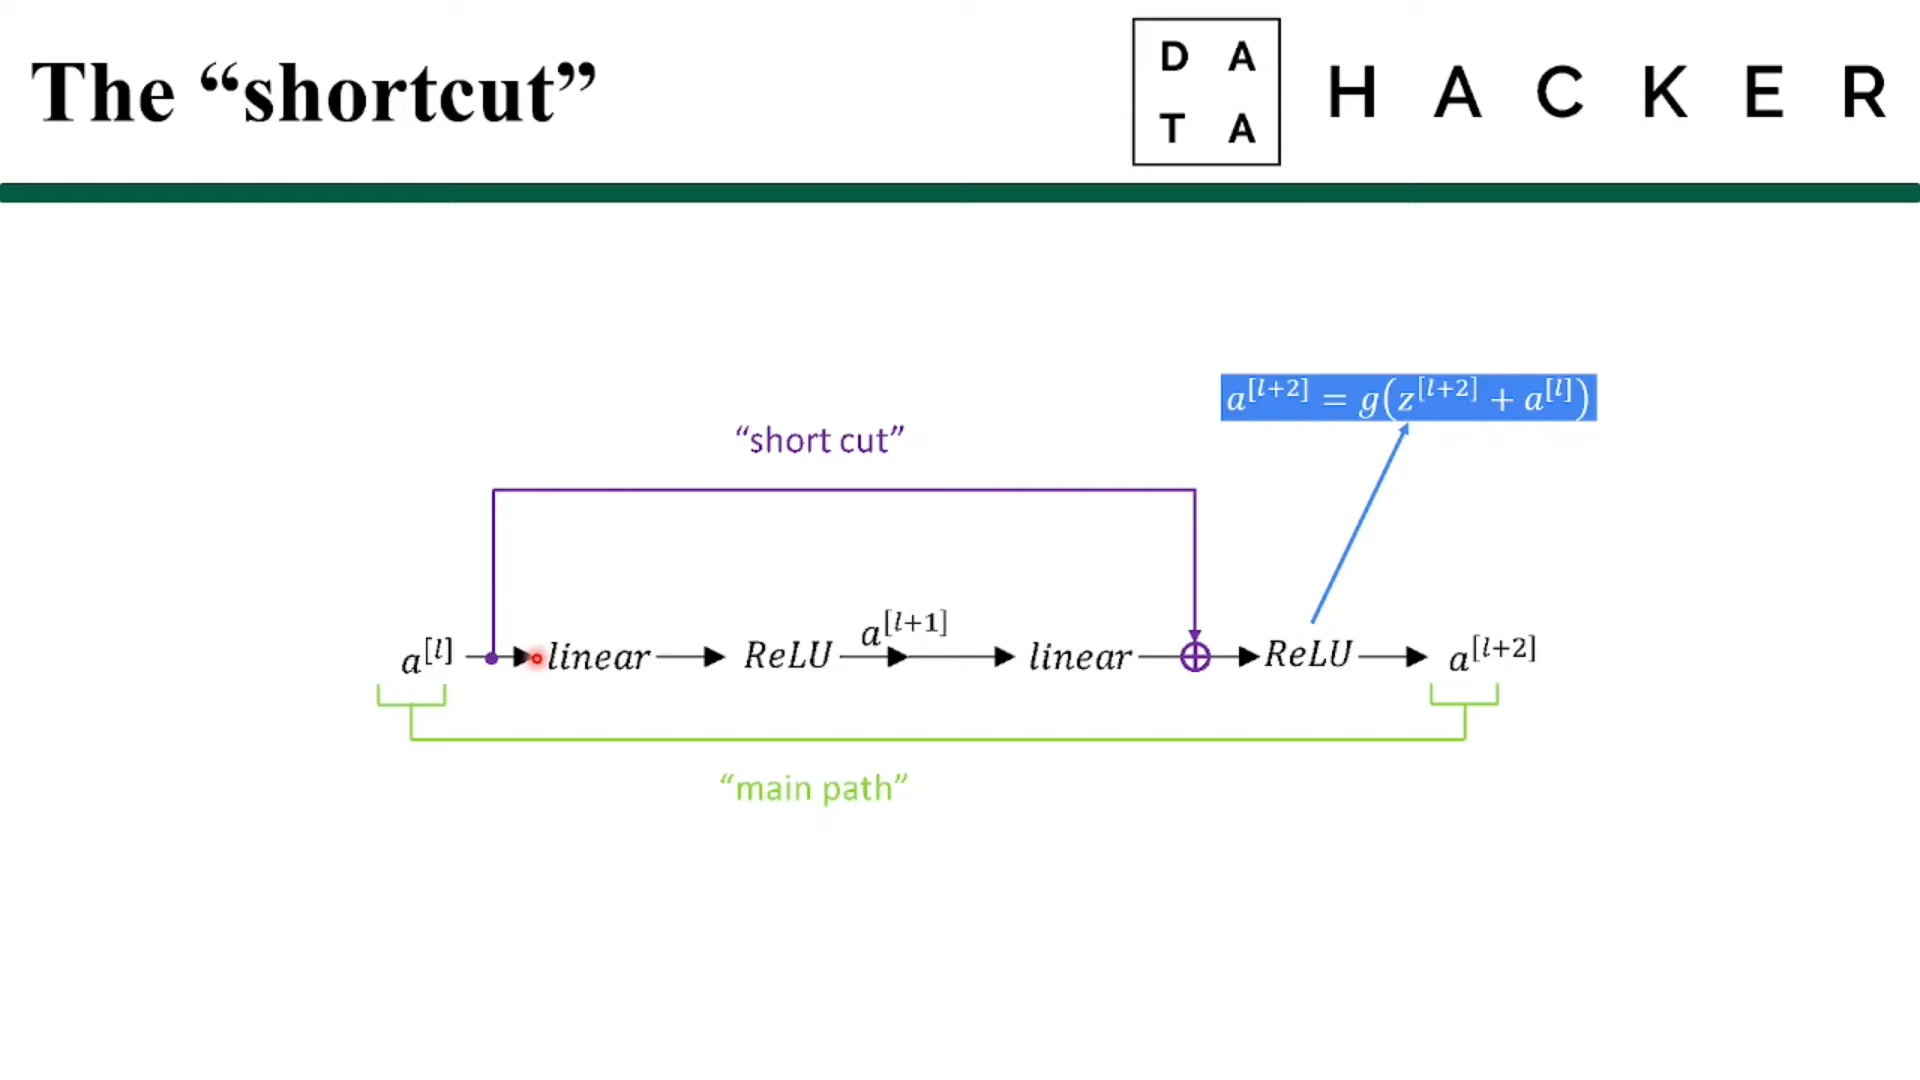 The “shortcut”
D A
T A
H A C K E R
a^[l+2] = g(z^[l+2] + a^[l])
“short cut”
a^[l] linear ReLU a^[l+1] linear ReLU a^[l+2]
“main path”